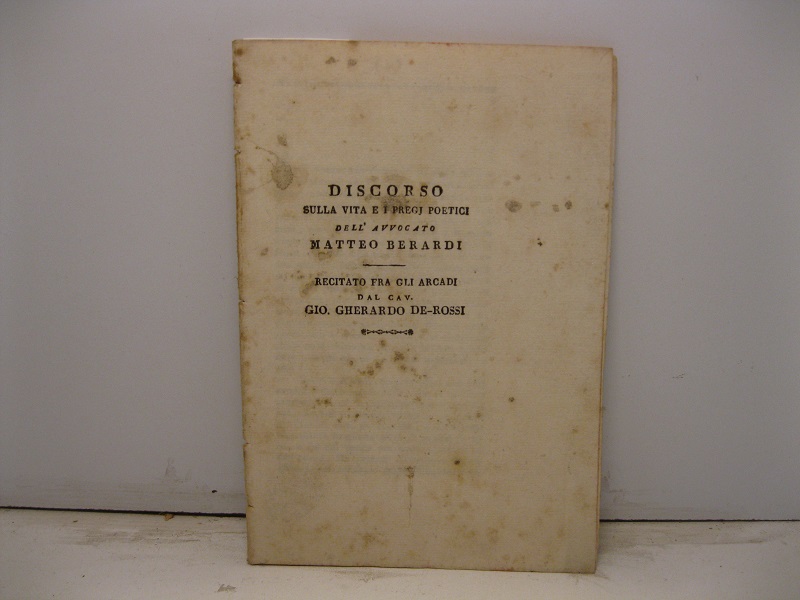 DISCORSO
SULLA VITA E I PREGJ POETICI
DELL' AVVOCATO
MATTEO BERARDI
RECITATO FRA GLI ARCADI
DAL CAV.
GIO. GHERARDO DE-ROSSI